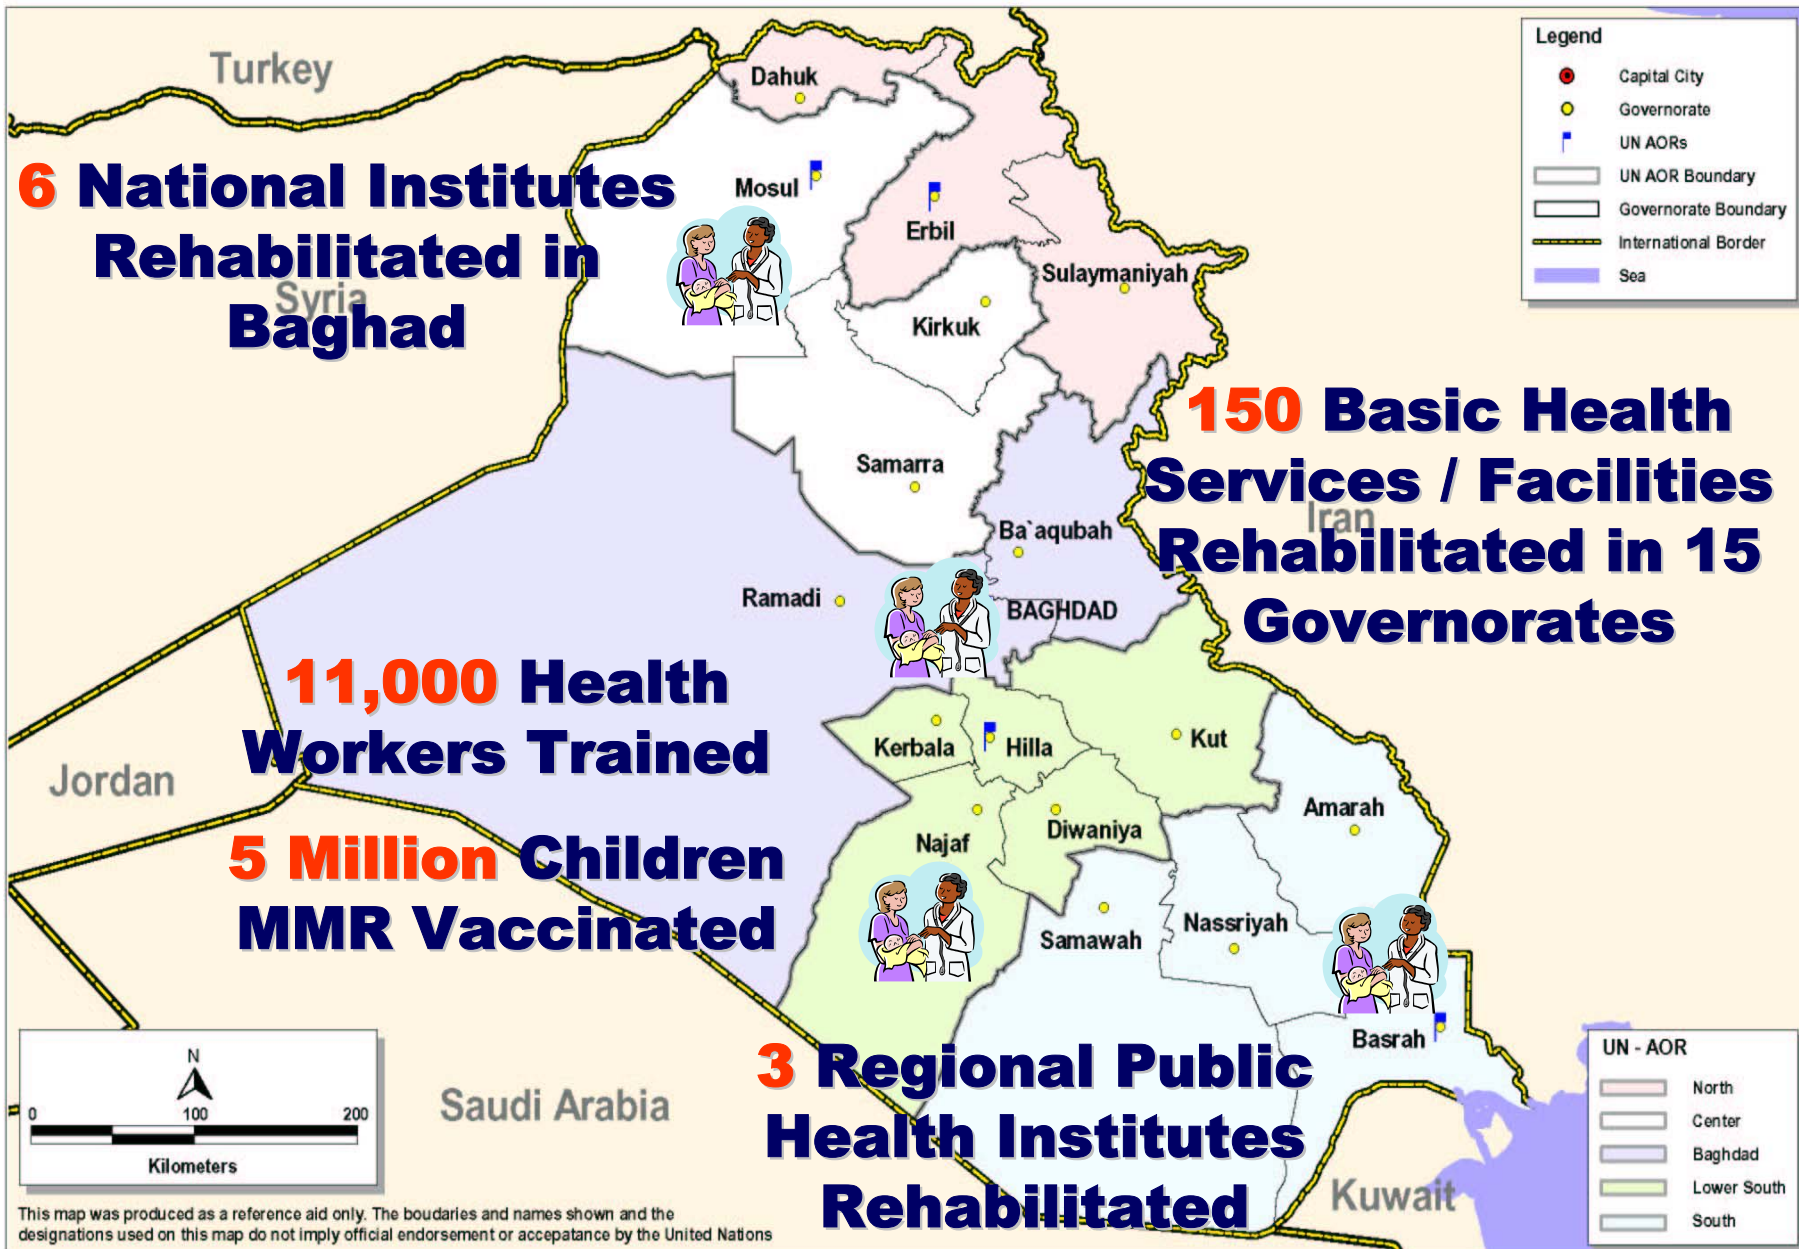 Turkey
Dahuk
6 National Institutes
Rehabilitated in
Baghad
Syria
Mosul
Erbil
Sulaymaniyah
Kirkuk
Samarra
Ba`aqubah
Ramadi
BAGHDAD
150 Basic Health
Services / Facilities
Rehabilitated in 15
Governorates
Iran
11,000 Health
Workers Trained
Jordan
5 Million Children
MMR Vaccinated
Kerbala
Hilla
Kut
Amarah
Najaf
Diwaniya
Samawah
Nassriyah
Basrah
3 Regional Public
Health Institutes
Rehabilitated
Saudi Arabia
Kuwait
Legend
Capital City
Governorate
UN AORs
UN AOR Boundary
Governorate Boundary
International Border
Sea
UN - AOR
North
Center
Baghdad
Lower South
South
N
0 100 200
Kilometers
This map was produced as a reference aid only. The boudaries and names shown and the
designations used on this map do not imply official endorsement or accepatance by the United Nations